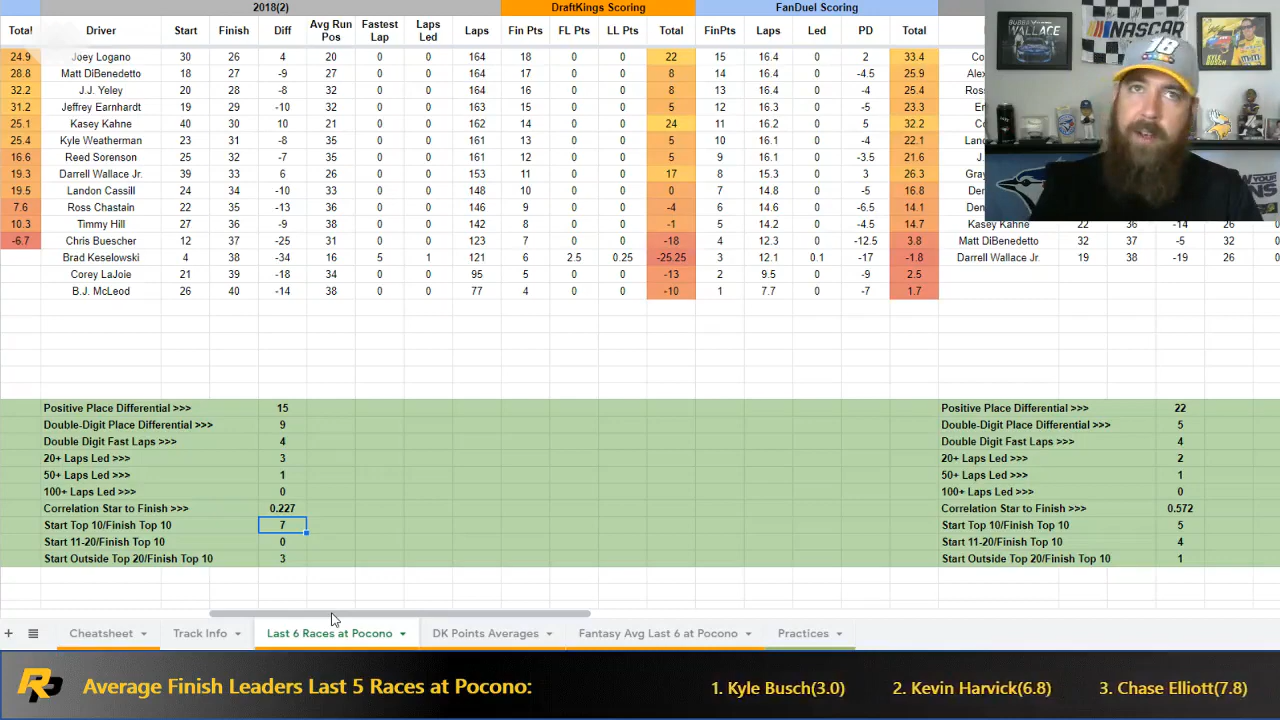 2018(2) DraftKings Scoring FanDuel Scoring
Total Driver Start Finish Diff Avg Run Pos Fastest Lap Laps Led Laps Fin Pts FL Pts LL Pts Total FinPts Laps Led PD Total
24.9 Joey Logano 30 26 4 20 0 0 164 18 0 0 22 15 16.4 0 2 33.4
28.8 Matt DiBenedetto 18 27 -9 27 0 0 164 17 0 0 8 14 16.4 0 -4.5 25.9
32.2 J.J. Yeley 20 28 -8 32 0 0 164 16 0 0 8 13 16.4 0 -4 25.4
31.2 Jeffrey Earnhardt 19 29 -10 32 0 0 163 15 0 0 5 12 16.3 0 -5 23.3
25.1 Kasey Kahne 40 30 10 21 0 0 162 14 0 0 24 11 16.2 0 5 32.2
25.4 Kyle Weatherman 23 31 -8 35 0 0 161 13 0 0 5 10 16.1 0 -4 22.1
16.6 Reed Sorenson 25 32 -7 35 0 0 161 12 0 0 5 9 16.1 0 -3.5 21.6
19.3 Darrell Wallace Jr. 39 33 6 26 0 0 153 11 0 0 17 8 15.3 0 3 26.3
19.5 Landon Cassill 24 34 -10 33 0 0 148 10 0 0 0 7 14.8 0 -5 16.8
7.6 Ross Chastain 22 35 -13 36 0 0 146 9 0 0 -4 6 14.6 0 -6.5 14.1
10.3 Timmy Hill 27 36 -9 38 0 0 142 8 0 0 -1 5 14.2 0 -4.5 14.7 Kasey Kahne 22 36 -14 26
-6.7 Chris Buescher 12 37 -25 31 0 0 123 7 0 0 -18 4 12.3 0 -12.5 3.8 Matt DiBenedetto 32 37 -5 32 0
Brad Keselowski 4 38 -34 16 5 1 121 6 2.5 0.25 -25.25 3 12.1 0.1 -17 -1.8 Darrell Wallace Jr. 19 38 -19 26 0
Corey LaJoie 21 39 -18 34 0 0 95 5 0 0 -13 2 9.5 0 -9 2.5
B.J. McLeod 26 40 -14 38 0 0 77 4 0 0 -10 1 7.7 0 -7 1.7
Positive Place Differential >>> 15 Positive Place Differential >>> 22
Double-Digit Place Differential >>> 9 Double-Digit Place Differential >>> 5
Double Digit Fast Laps >>> 4 Double Digit Fast Laps >>> 4
20+ Laps Led >>> 3 20+ Laps Led >>> 2
50+ Laps Led >>> 1 50+ Laps Led >>> 1
100+ Laps Led >>> 0 100+ Laps Led >>> 0
Correlation Star to Finish >>> 0.227 Correlation Star to Finish >>> 0.572
Start Top 10/Finish Top 10 7 Start Top 10/Finish Top 10 5
Start 11-20/Finish Top 10 0 Start 11-20/Finish Top 10 4
Start Outside Top 20/Finish Top 10 3 Start Outside Top 20/Finish Top 10 1
Cheatsheet Track Info Last 6 Races at Pocono DK Points Averages Fantasy Avg Last 6 at Pocono Practices
Average Finish Leaders Last 5 Races at Pocono: 1. Kyle Busch(3.0) 2. Kevin Harvick(6.8) 3. Chase Elliott(7.8)
BUBBA WALLACE
NASCAR
18